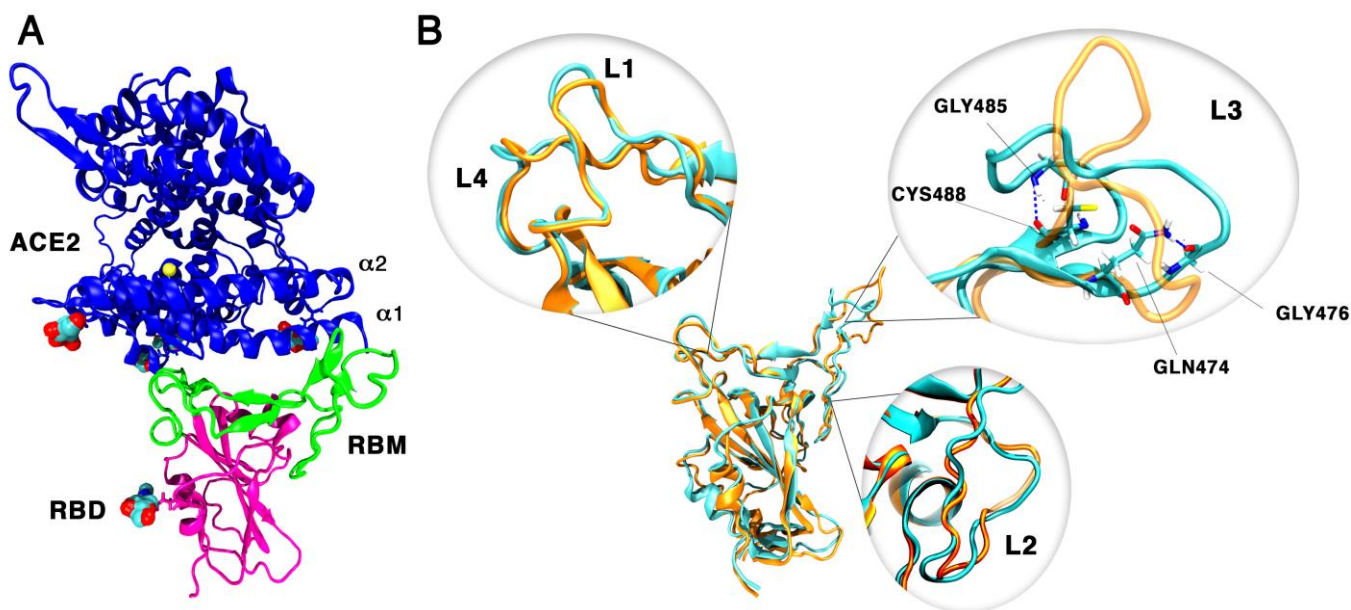 A
ACE2
α2
α1
RBM
RBD
B
L1
L4
GLY485
L3
CYS488
GLY476
GLN474
L2